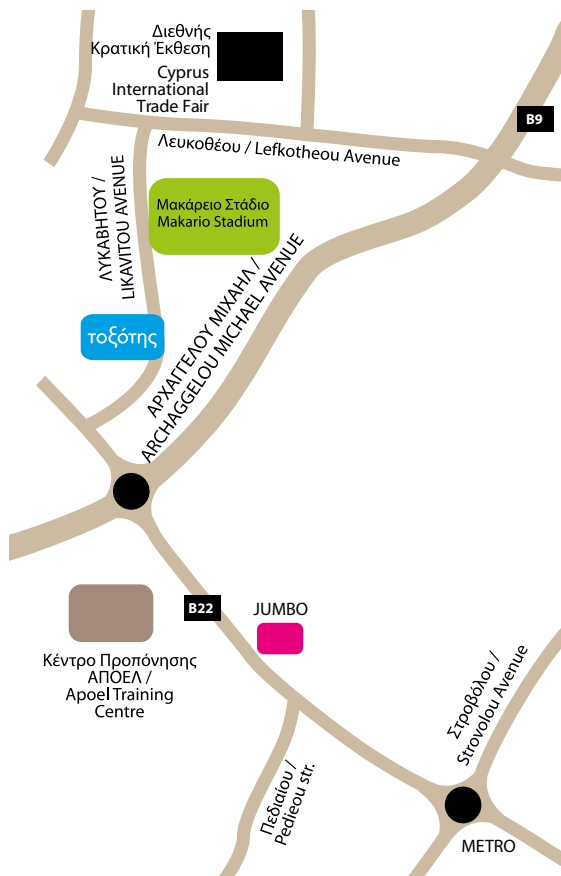 Διεθνής
Κρατική Έκθεση
Cyprus
International
Trade Fair
B9
Λευκοθέου / Lefkotheou Avenue
ΛΥΚΑΒΗΤΟΥ /
LIKAVITOU AVENUE
Μακάρειο Στάδιο
Makario Stadium
τοξότης
ΑΡΧΑΓΓΕΛΟΥ ΜΙΧΑΗΛ /
ARCHAGGELOU MICHAEL AVENUE
B22
JUMBO
Κέντρο Προπόνησης
ΑΠΟΕΛ /
Apoel Training
Centre
Στροβόλου /
Strovolou Avenue
Πεδιαίου /
Pedieou str.
METRO